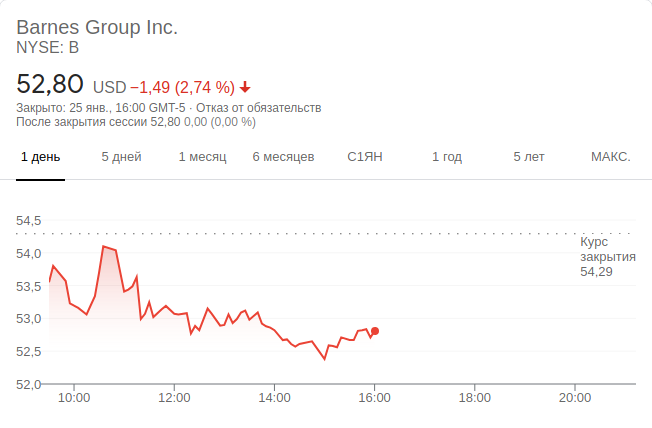 Barnes Group Inc.
NYSE: B
52,80 USD −1,49 (2,74 %)
Закрыто: 25 янв., 16:00 GMT-5 · Отказ от обязательств
После закрытия сессии 52,80 0,00 (0,00 %)
1 день 5 дней 1 месяц 6 месяцев С1ЯН 1 год 5 лет МАКС.
54,5
54,0
53,5
53,0
52,5
52,0
Курс
закрытия
54,29
10:00 12:00 14:00 16:00 18:00 20:00